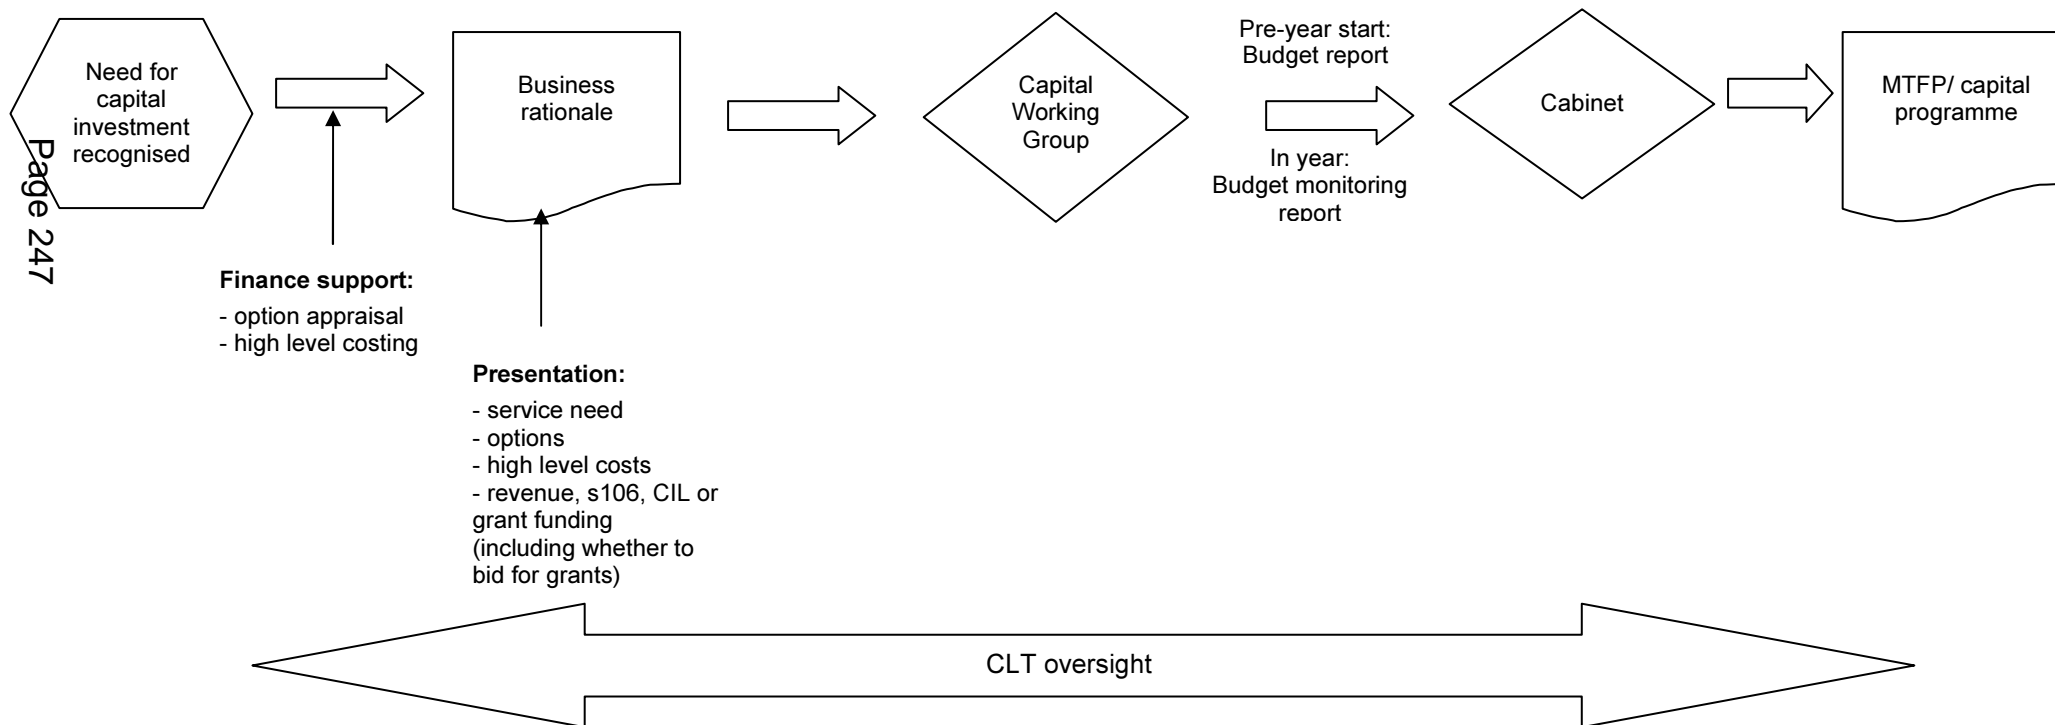 Need for
capital
investment
recognised
Page 247
Business
rationale
Capital
Working
Group
Pre-year start:
Budget report
In year:
Budget monitoring
report
Cabinet
MTFP/ capital
programme
Finance support:
- option appraisal
- high level costing
Presentation:
- service need
- options
- high level costs
- revenue, s106, CIL or
grant funding
(including whether to
bid for grants)
CLT oversight